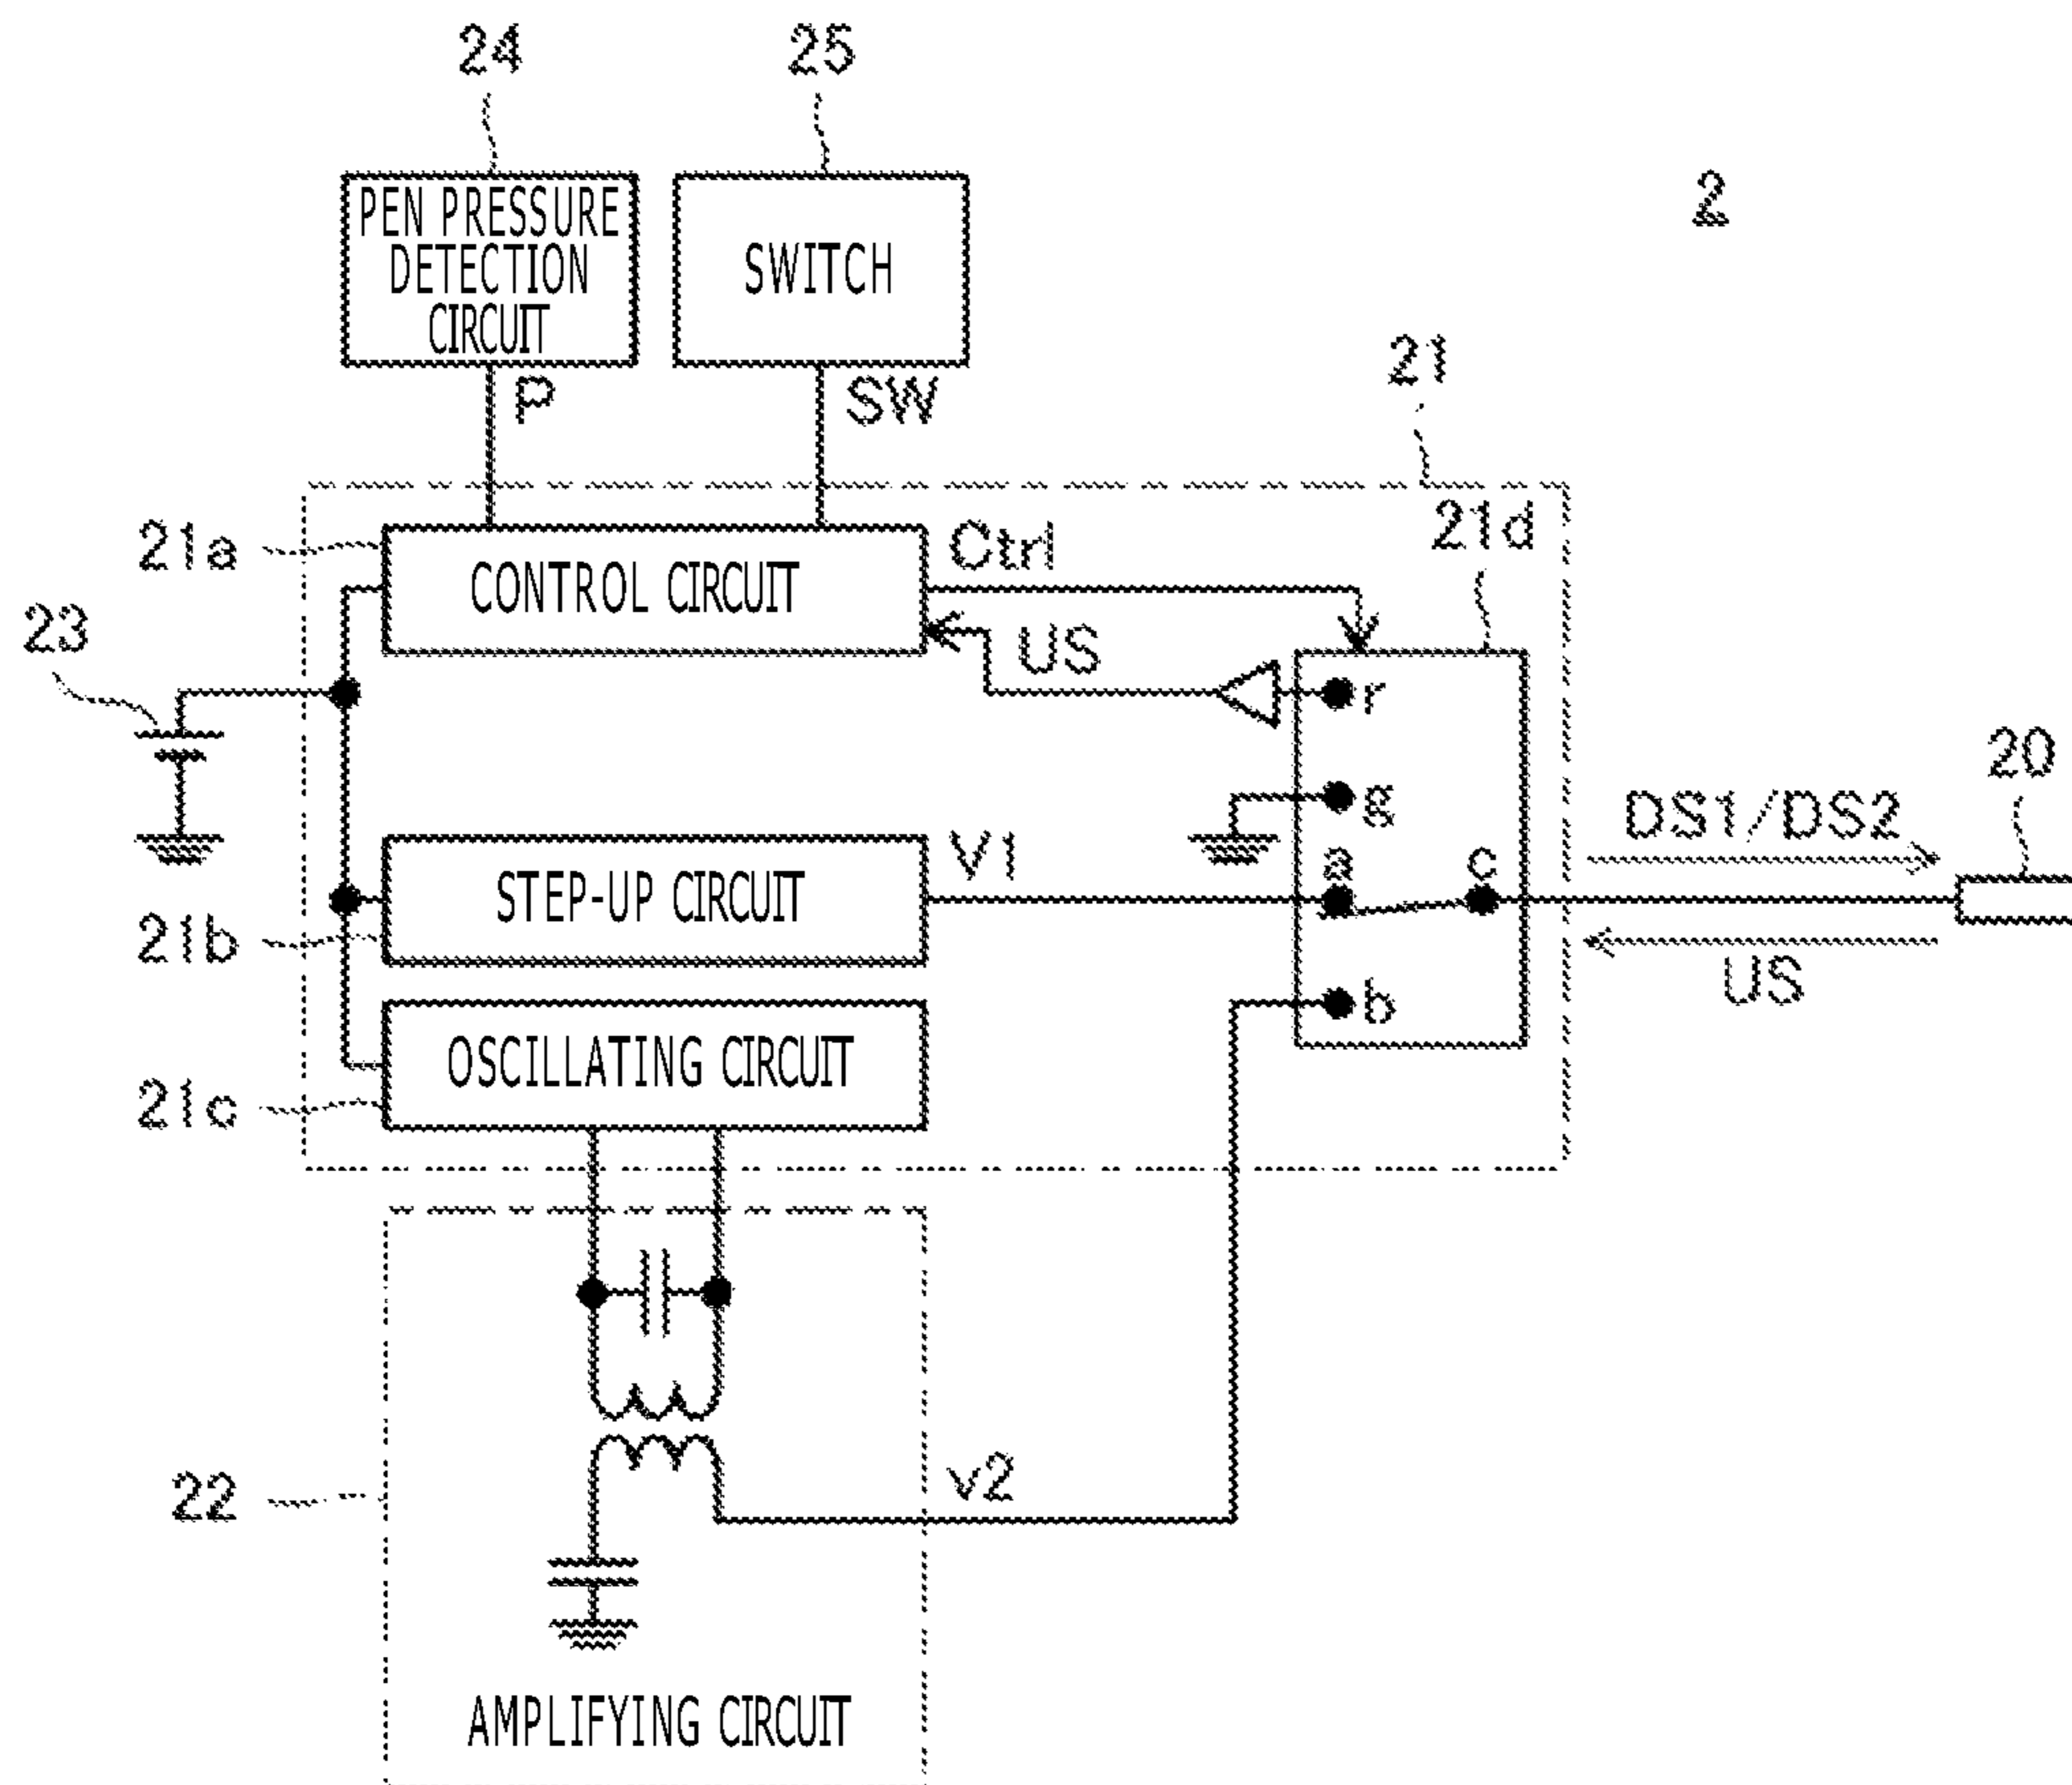 24
25
2
PEN PRESSURE
DETECTION
CIRCUIT
SWITCH
21
P
SW
21d
21a
CONTROL CIRCUIT
Ctrl
23
US
r
20
g
DS1/DS2
V1
a
c
STEP-UP CIRCUIT
21b
US
b
OSCILLATING CIRCUIT
21c
v2
22
AMPLIFYING CIRCUIT